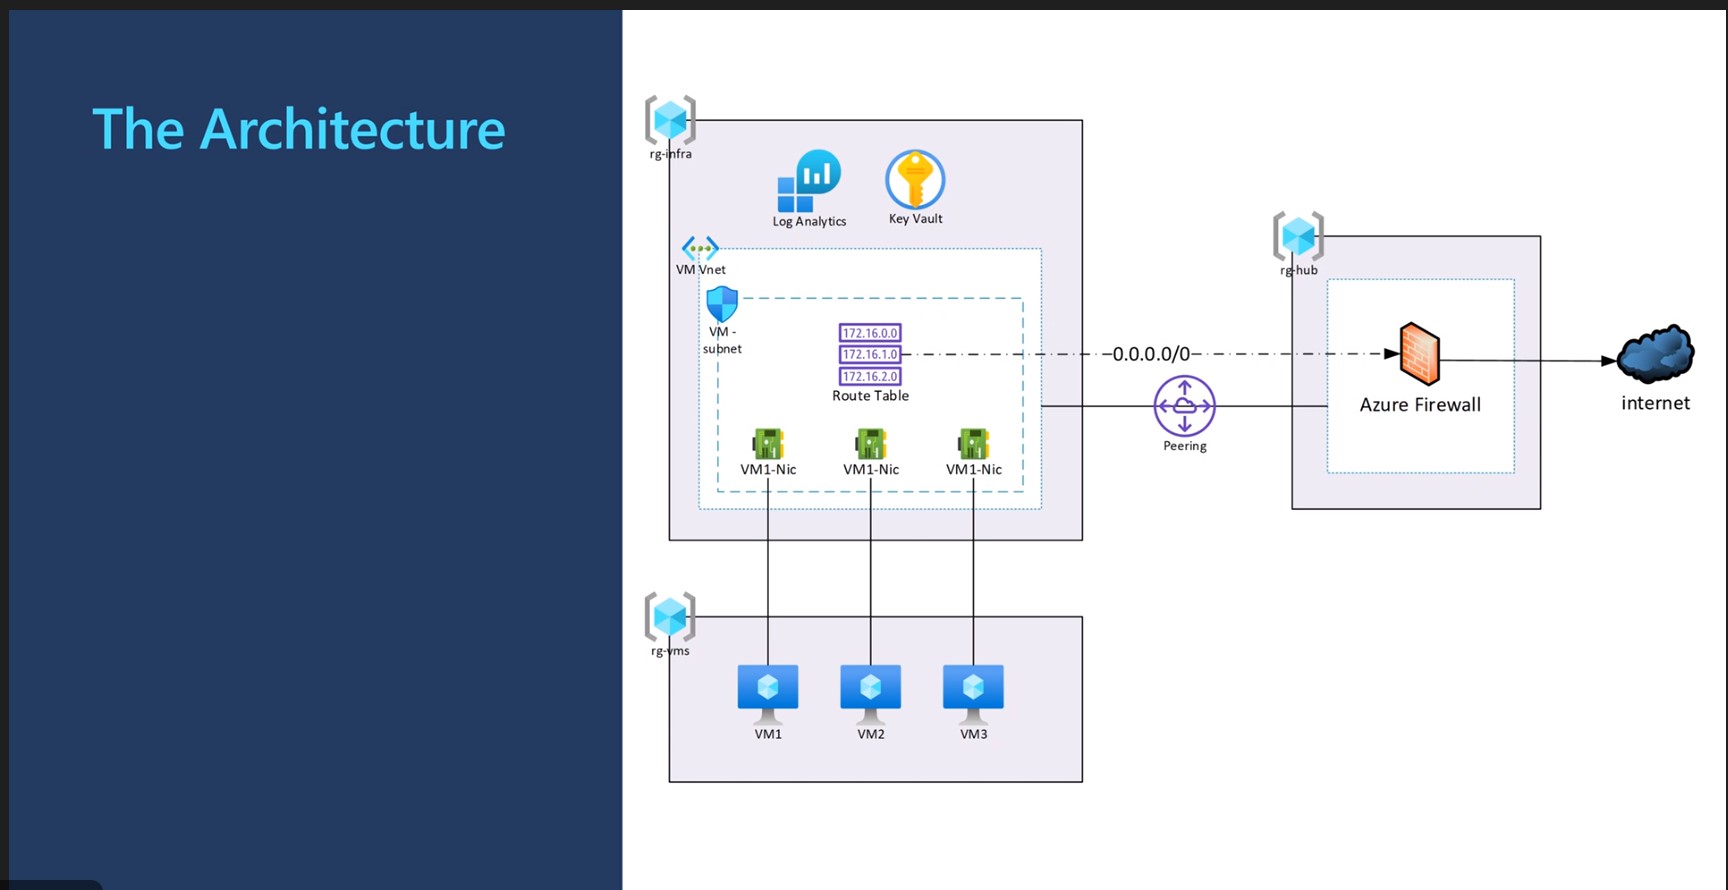 The Architecture
rg-infra
Log Analytics
Key Vault
VM Vnet
VM -
subnet
172.16.0.0
172.16.1.0
172.16.2.0
Route Table
VM1-Nic
VM1-Nic
VM1-Nic
0.0.0.0/0
Peering
rg-hub
Azure Firewall
internet
rg-vms
VM1
VM2
VM3